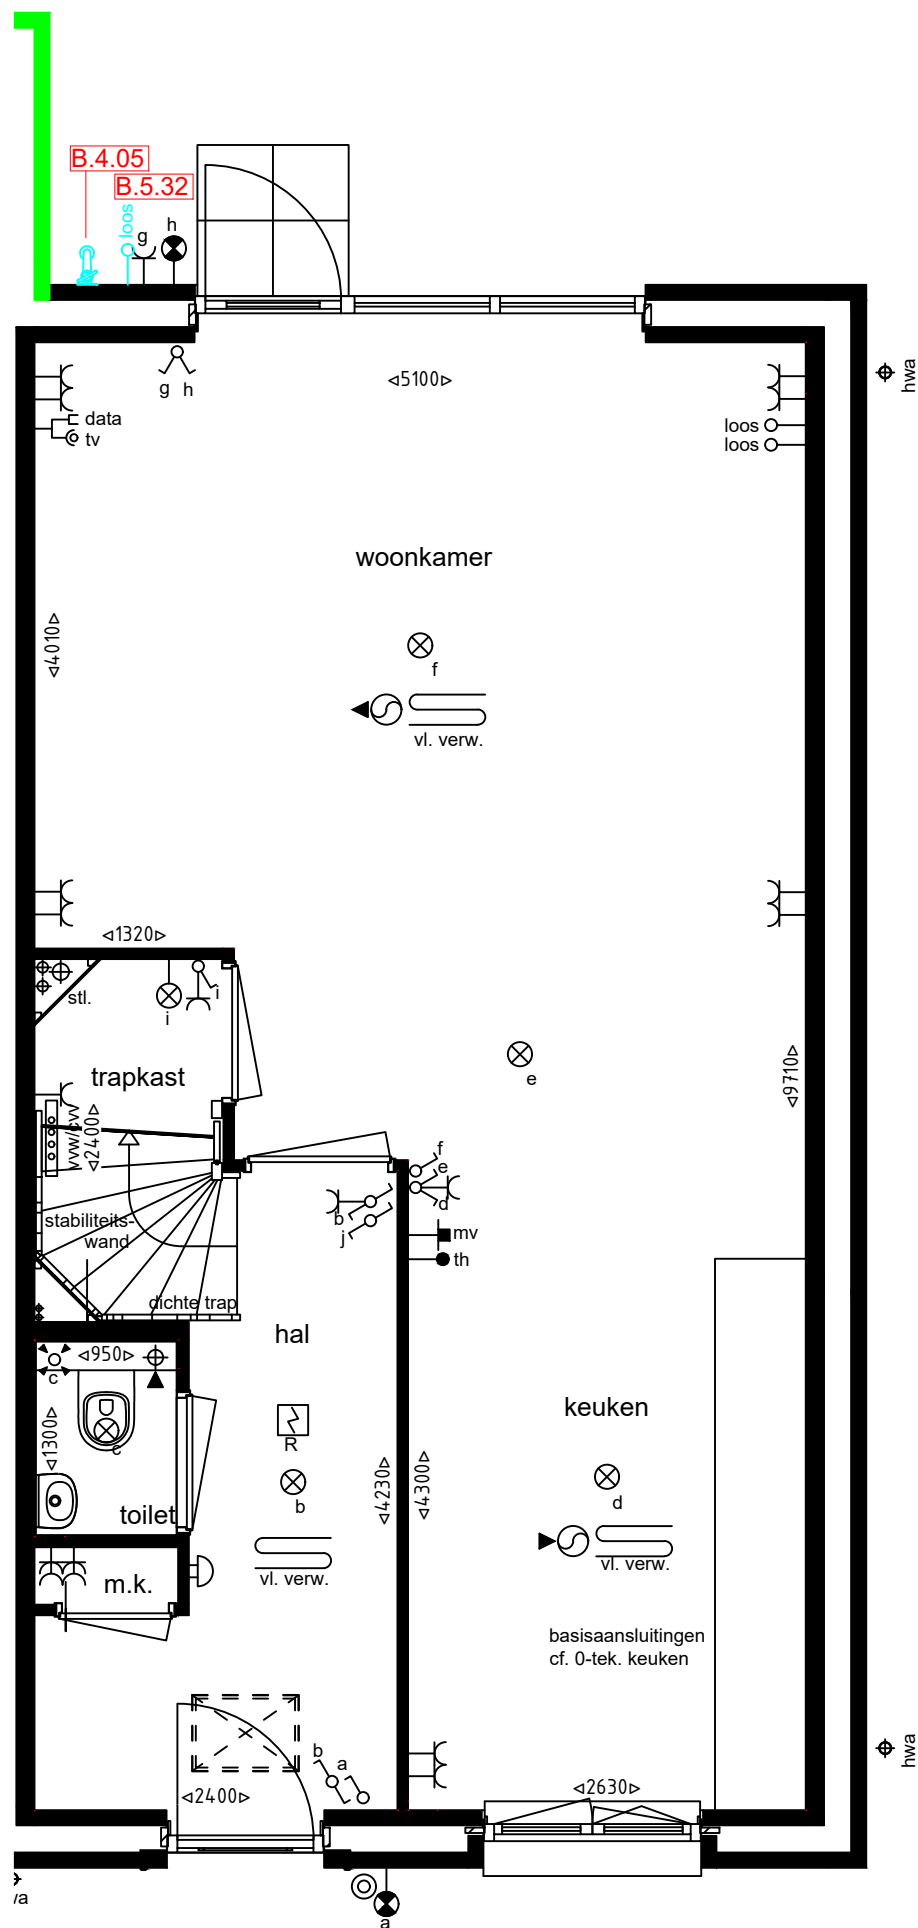 B.4.05
B.5.32
loos
g
h
g
h
5100
hwa
data
tv
loos
loos
woonkamer
4010
f
vl. verw.
1320
stl.
i
i
trapkast
e
9710
vvw/cvv
2400
f
e
d
b
j
stabiliteits-
wand
mv
th
dichte trap
hal
950
c
keuken
1300
c
R
4230
4300
b
d
toilet
vl. verw.
vl. verw.
m.k.
basisaansluitingen
cf. 0-tek. keuken
hwa
b
a
2400
2630
a